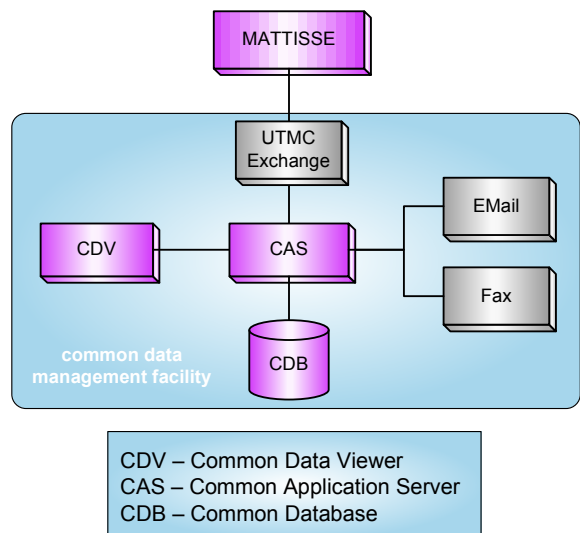 MATTISSE
UTMC
Exchange
EMail
CDV
CAS
Fax
common data
management facility
CDB
CDV – Common Data Viewer
CAS – Common Application Server
CDB – Common Database